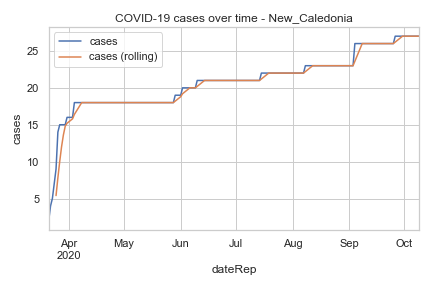 COVID-19 cases over time - New_Caledonia
cases
cases (rolling)
25
20
15
10
5
cases
Apr May Jun Jul Aug Sep Oct
2020
dateRep